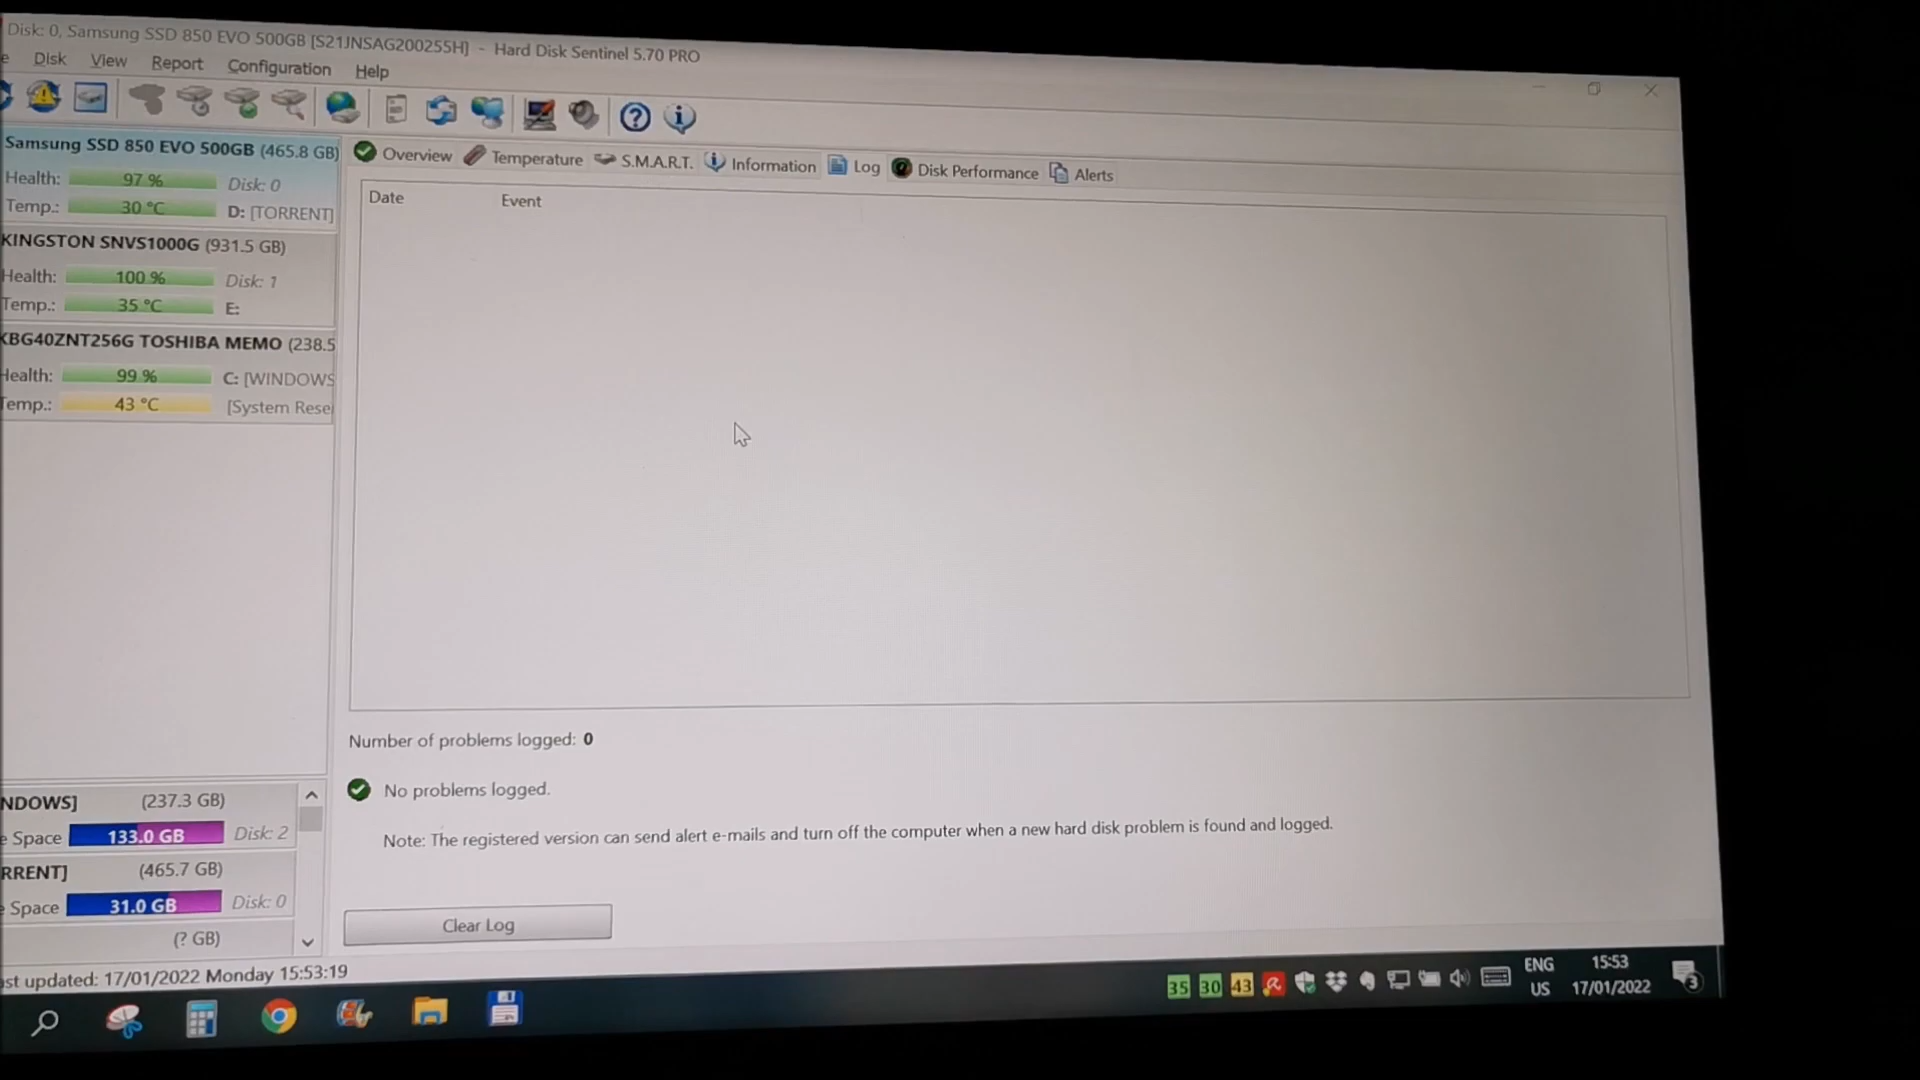 Disk: 0, Samsung SSD 850 EVO 500GB [S21JNSAG200255H] - Hard Disk Sentinel 5.70 PRO
e Disk View Report Configuration Help
Samsung SSD 850 EVO 500GB (465.8 GB)
Health: 97 % Disk: 0
Temp.: 30 °C D: [TORRENT]
KINGSTON SNVS1000G (931.5 GB)
Health: 100 % Disk: 1
Temp.: 35 °C E:
KBG40ZNT256G TOSHIBA MEMO (238.5
Health: 99 % C: [WINDOWS
Temp.: 43 °C [System Rese
Overview Temperature S.M.A.R.T. Information Log Disk Performance Alerts
Date Event
Number of problems logged: 0
No problems logged.
Note: The registered version can send alert e-mails and turn off the computer when a new hard disk problem is found and logged.
Clear Log
NDOWS] (237.3 GB)
e Space 133.0 GB Disk: 2
RRENT] (465.7 GB)
e Space 31.0 GB Disk: 0
(? GB)
ast updated: 17/01/2022 Monday 15:53:19
35 30 43
ENG
US
15:53
17/01/2022
3